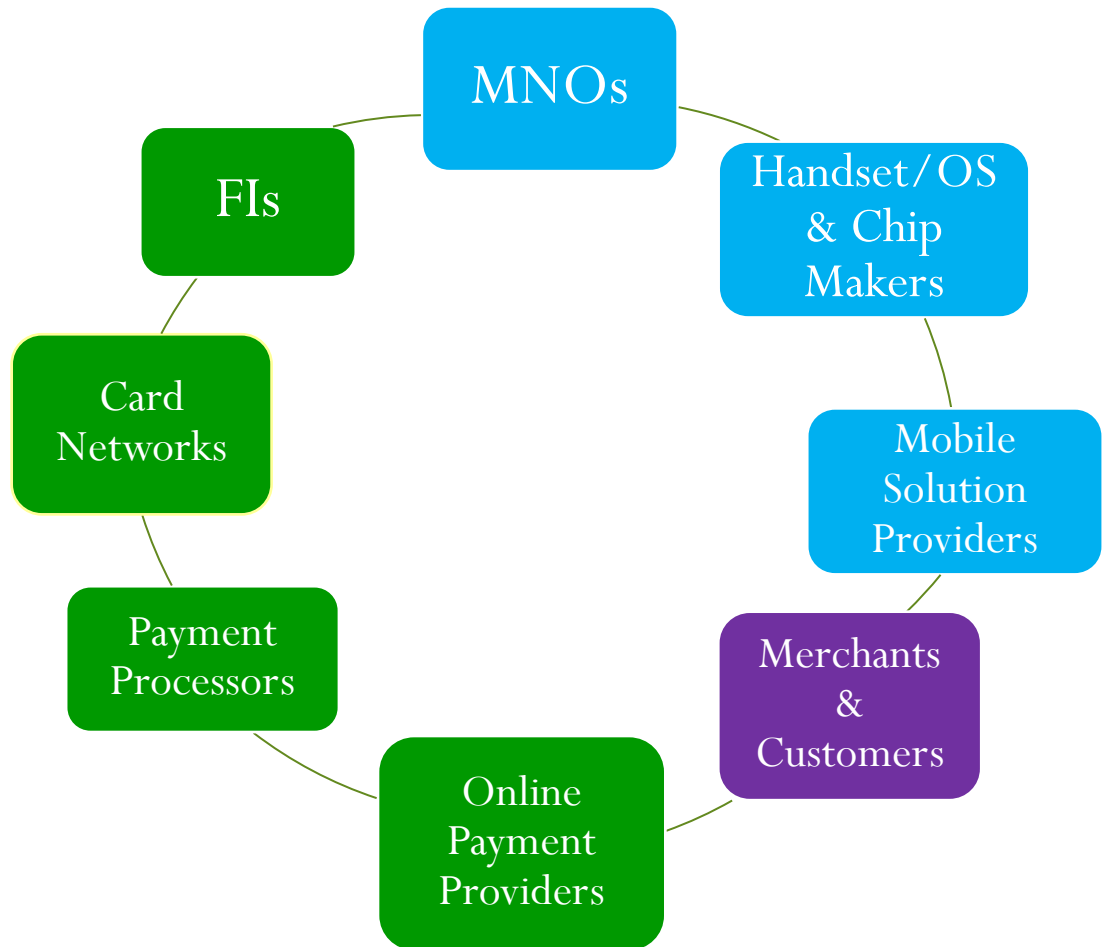 MNOs
Handset/OS
& Chip
Makers
Mobile
Solution
Providers
Merchants
&
Customers
Online
Payment
Providers
Payment
Processors
Card
Networks
FIs